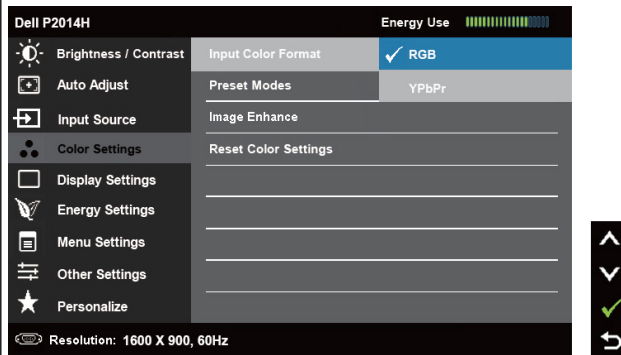 Dell P2014H Energy Use
Brightness / Contrast Input Color Format RGB
Auto Adjust Preset Modes YPbPr
Input Source Image Enhance
Color Settings Reset Color Settings
Display Settings
Energy Settings
Menu Settings
Other Settings
Personalize
Resolution: 1600 X 900, 60Hz